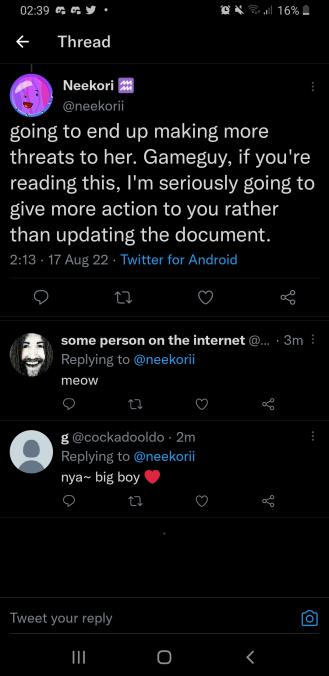 02:39
16%
Thread
Neekori ♒
@neekorii
going to end up making more
threats to her. Gameguy, if you're
reading this, I'm seriously going to
give more action to you rather
than updating the document.
2:13 · 17 Aug 22 · Twitter for Android
some person on the internet @... · 3m
Replying to @neekorii
meow
g @cockadooldo · 2m
Replying to @neekorii
nya~ big boy ❤️
Tweet your reply